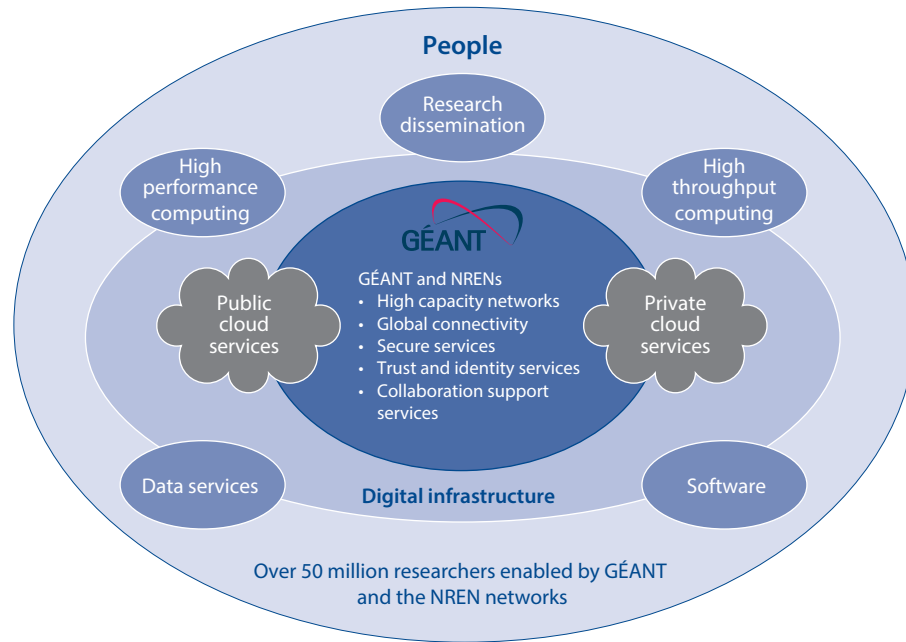 People
Research
dissemination
High
performance
computing
High
throughput
computing
GÉANT
GÉANT and NRENs
• High capacity networks
• Global connectivity
• Secure services
• Trust and identity services
• Collaboration support
services
Public
cloud
services
Private
cloud
services
Data services
Digital infrastructure
Software
Over 50 million researchers enabled by GÉANT
and the NREN networks